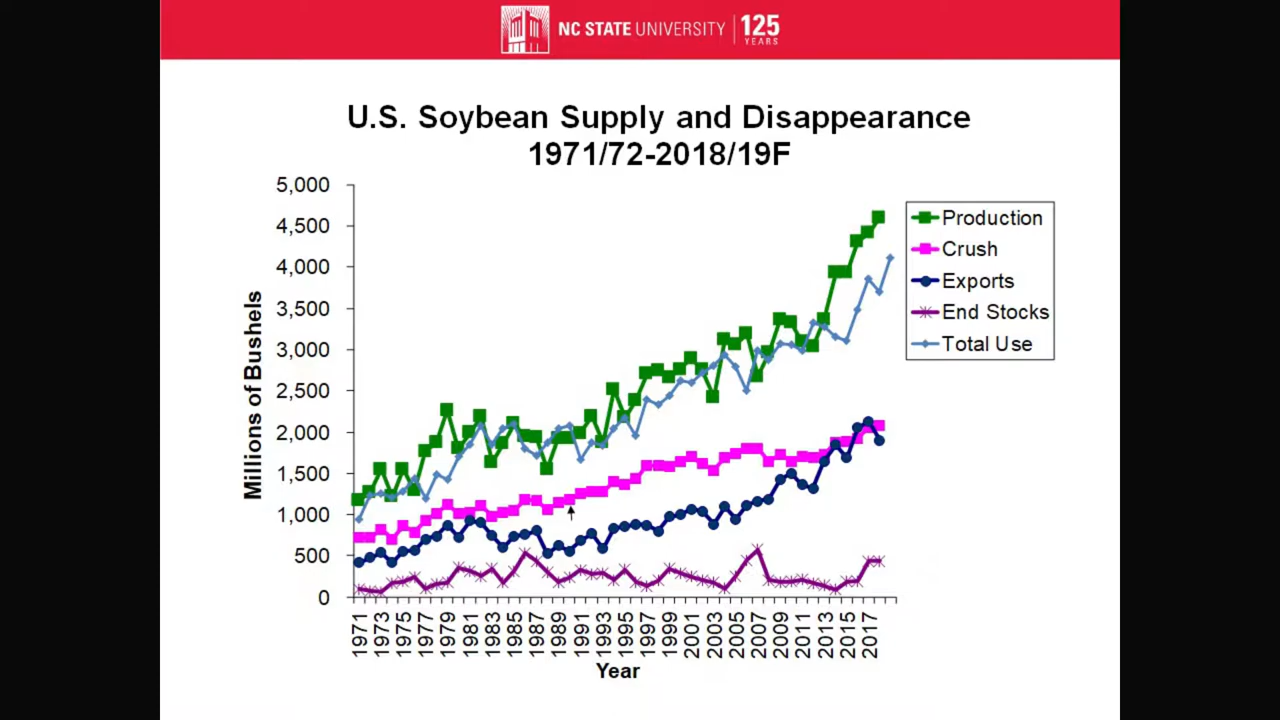 NC STATE UNIVERSITY 125
YEARS
U.S. Soybean Supply and Disappearance
1971/72-2018/19F
5,000
4,500
4,000
3,500
3,000
2,500
2,000
1,500
1,000
500
0
Millions of Bushels
Production
Crush
Exports
End Stocks
Total Use
1971 1973 1975 1977 1979 1981 1983 1985 1987 1989 1991 1993 1995 1997 1999 2001 2003 2005 2007 2009 2011 2013 2015 2017
Year